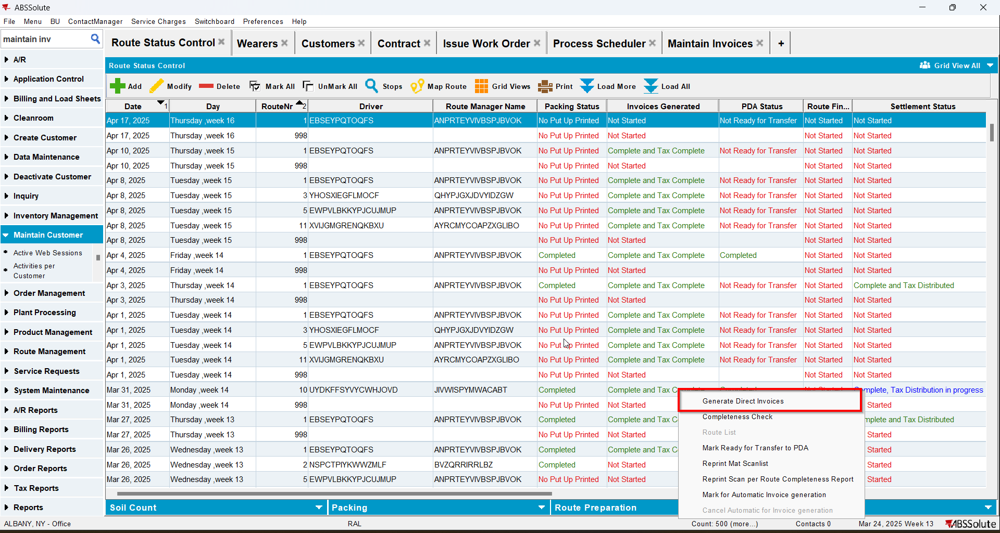 ABSSolute
File Menu BU ContactManager Service Charges Switchboard Preferences Help
maintain inv
Route Status Control Wearers Customers Contract Issue Work Order Process Scheduler Maintain Invoices +
Route Status Control Grid View All
Add Modify Delete Mark All UnMark All Stops Map Route Grid Views Print Load More Load All
A/R
Application Control
Billing and Load Sheets
Cleanroom
Create Customer
Data Maintenance
Deactivate Customer
Inquiry
Inventory Management
Maintain Customer
Active Web Sessions
Activities per
Customer
Order Management
Plant Processing
Product Management
Route Management
Service Requests
System Maintenance
A/R Reports
Billing Reports
Delivery Reports
Order Reports
Tax Reports
Reports
Date 1 Day RouteNr 2 Driver Route Manager Name Packing Status Invoices Generated PDA Status Route Fin... Settlement Status
Apr 17, 2025 Thursday ,week 16 1 EBSEYPQTOQFS ANPRTEYVIVBSPJBVOK No Put Up Printed Not Started Not Ready for Transfer Not Started Not Started
Apr 17, 2025 Thursday ,week 16 998 No Put Up Printed Not Started Not Started Not Started
Apr 10, 2025 Thursday ,week 15 1 EBSEYPQTOQFS ANPRTEYVIVBSPJBVOK No Put Up Printed Complete and Tax Complete Not Ready for Transfer Not Started Not Started
Apr 10, 2025 Thursday ,week 15 998 No Put Up Printed Not Started Not Started Not Started
Apr 8, 2025 Tuesday ,week 15 1 EBSEYPQTOQFS ANPRTEYVIVBSPJBVOK No Put Up Printed Complete and Tax Complete Not Ready for Transfer Not Started Not Started
Apr 8, 2025 Tuesday ,week 15 3 YHOSXIEGFLMOCF QHYPJGXJDVYIDZGW No Put Up Printed Complete and Tax Complete Not Ready for Transfer Not Started Not Started
Apr 8, 2025 Tuesday ,week 15 5 EWPVLBKKYPJCUJMUP ANPRTEYVIVBSPJBVOK No Put Up Printed Complete and Tax Complete Not Ready for Transfer Not Started Not Started
Apr 8, 2025 Tuesday ,week 15 11 XVIJGMGRENQKBXU AYRCMYCOAPZXGLIBO No Put Up Printed Complete and Tax Complete Not Ready for Transfer Not Started Not Started
Apr 8, 2025 Tuesday ,week 15 998 No Put Up Printed Not Started Not Started Not Started
Apr 4, 2025 Friday ,week 14 1 EBSEYPQTOQFS ANPRTEYVIVBSPJBVOK Completed Complete and Tax Complete Completed Not Started Not Started
Apr 4, 2025 Friday ,week 14 998 No Put Up Printed Not Started Not Started Not Started
Apr 3, 2025 Thursday ,week 14 1 EBSEYPQTOQFS ANPRTEYVIVBSPJBVOK Completed Complete and Tax Complete Not Ready for Transfer Not Started Complete and Tax Distributed
Apr 3, 2025 Thursday ,week 14 998 No Put Up Printed Not Started Not Started Not Started
Apr 1, 2025 Tuesday ,week 14 1 EBSEYPQTOQFS ANPRTEYVIVBSPJBVOK No Put Up Printed Complete and Tax Complete Not Ready for Transfer Not Started Not Started
Apr 1, 2025 Tuesday ,week 14 3 YHOSXIEGFLMOCF QHYPJGXJDVYIDZGW No Put Up Printed Complete and Tax Complete Not Ready for Transfer Not Started Not Started
Apr 1, 2025 Tuesday ,week 14 5 EWPVLBKKYPJCUJMUP ANPRTEYVIVBSPJBVOK No Put Up Printed Complete and Tax Complete Not Ready for Transfer Not Started Not Started
Apr 1, 2025 Tuesday ,week 14 11 XVIJGMGRENQKBXU AYRCMYCOAPZXGLIBO No Put Up Printed Complete and Tax Complete Not Ready for Transfer Not Started Not Started
Apr 1, 2025 Tuesday ,week 14 998 No Put Up Printed Not Started Not Started Not Started
Mar 31, 2025 Monday ,week 14 10 UYDKFFSYVYCWHJOVD JIVWISPYMWACABT Completed Complete and Tax mplete, Tax Distribution in progress
Mar 31, 2025 Monday ,week 14 998 No Put Up Printed Not Started Started
Mar 27, 2025 Thursday ,week 13 1 EBSEYPQTOQFS ANPRTEYVIVBSPJBVOK Completed Complete and Tax C mplete and Tax Distributed
Mar 27, 2025 Thursday ,week 13 998 No Put Up Printed Not Started Started
Mar 26, 2025 Wednesday ,week 13 1 EBSEYPQTOQFS ANPRTEYVIVBSPJBVOK Completed Complete and Tax C Started
Mar 26, 2025 Wednesday ,week 13 2 NSPCTPIYKWWZMLF BVZQRRIRRLBZ Completed Not Started Started
Mar 26, 2025 Wednesday ,week 13 5 EWPVLBKKYPJCUJMUP ANPRTEYVIVBSPJBVOK No Put Up Printed Not Started Started
Generate Direct Invoices
Completeness Check
Route List
Mark Ready for Transfer to PDA
Reprint Mat Scanlist
Reprint Scan per Route Completeness Report
Mark for Automatic Invoice generation
Cancel Automatic for Invoice generation
Soil Count Packing Route Preparation
ALBANY, NY - Office RAL Count: 500 (more...) Contacts 0 Mar 24, 2025 Week 13 ABSSolute